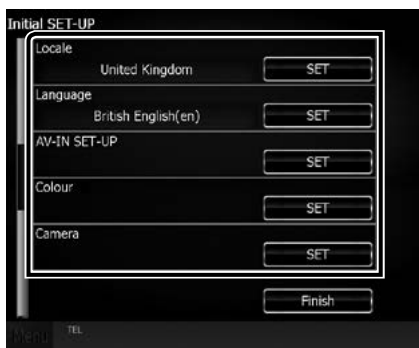 Initial SET-UP
Locale
United Kingdom SET
Language
British English(en) SET
AV-IN SET-UP
SET
Colour
SET
Camera
SET
Finish
Menu TEL